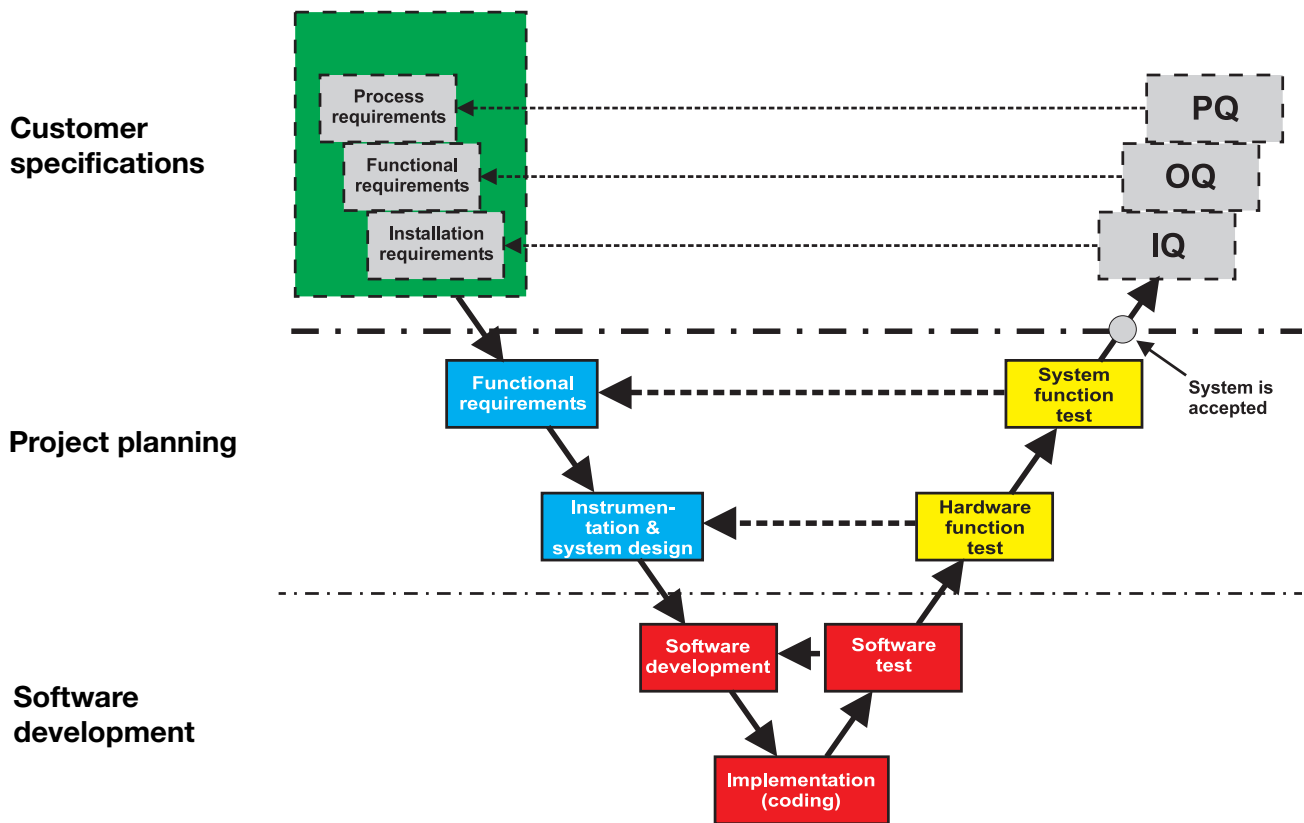 Customer
specifications
Process
requirements
Functional
requirements
Installation
requirements
PQ
OQ
IQ
System is
accepted
Project planning
Functional
requirements
System
function
test
Instrumen-
tation &
system design
Hardware
function
test
Software
development
Software
development
Software
test
Implementation
(coding)